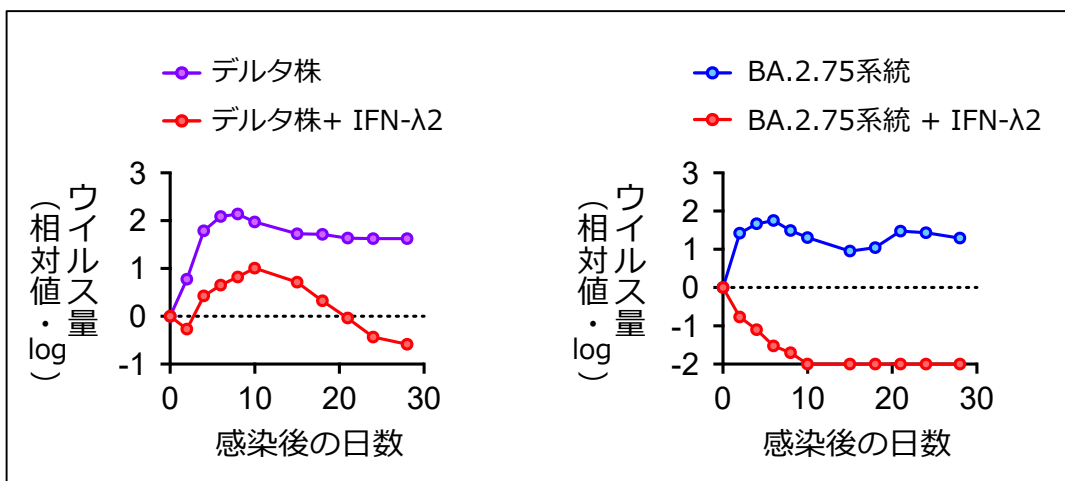 デルタ株
デルタ株+ IFN-λ2
ウイルス量
（相対値・log）
3
2
1
0
-1
0
10
20
30
感染後の日数
BA.2.75系統
BA.2.75系統 + IFN-λ2
ウイルス量
（相対値・log）
3
2
1
0
-1
-2
0
10
20
30
感染後の日数